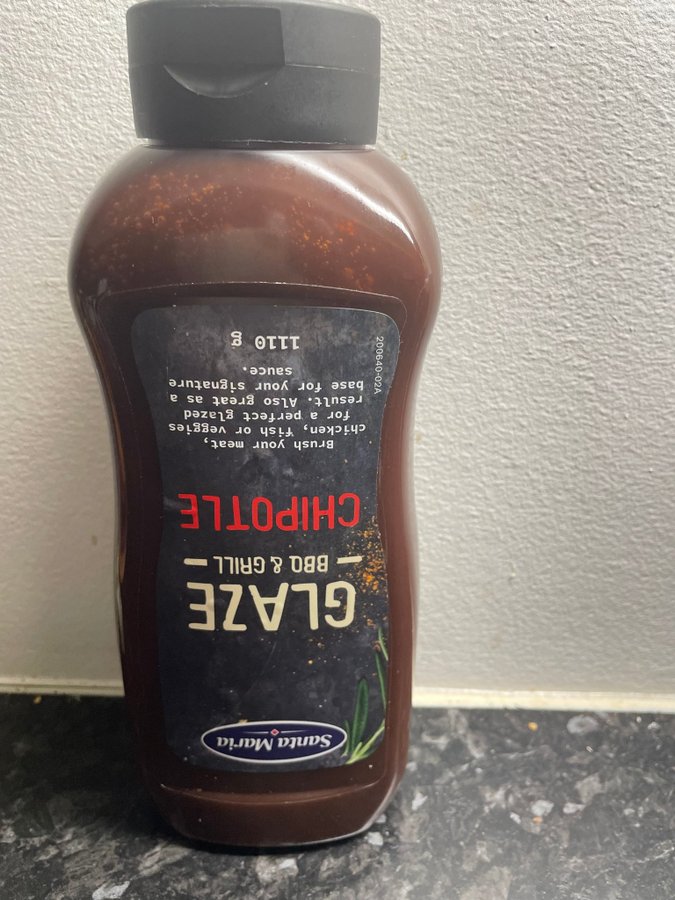 Santa Maria
GLAZE
BBQ & GRILL
CHIPOTLE
Brush your meat,
chicken, fish or veggies
for a perfect glazed
result. Also great as a
base for your signature
sauce.
1110 g
200640-02A